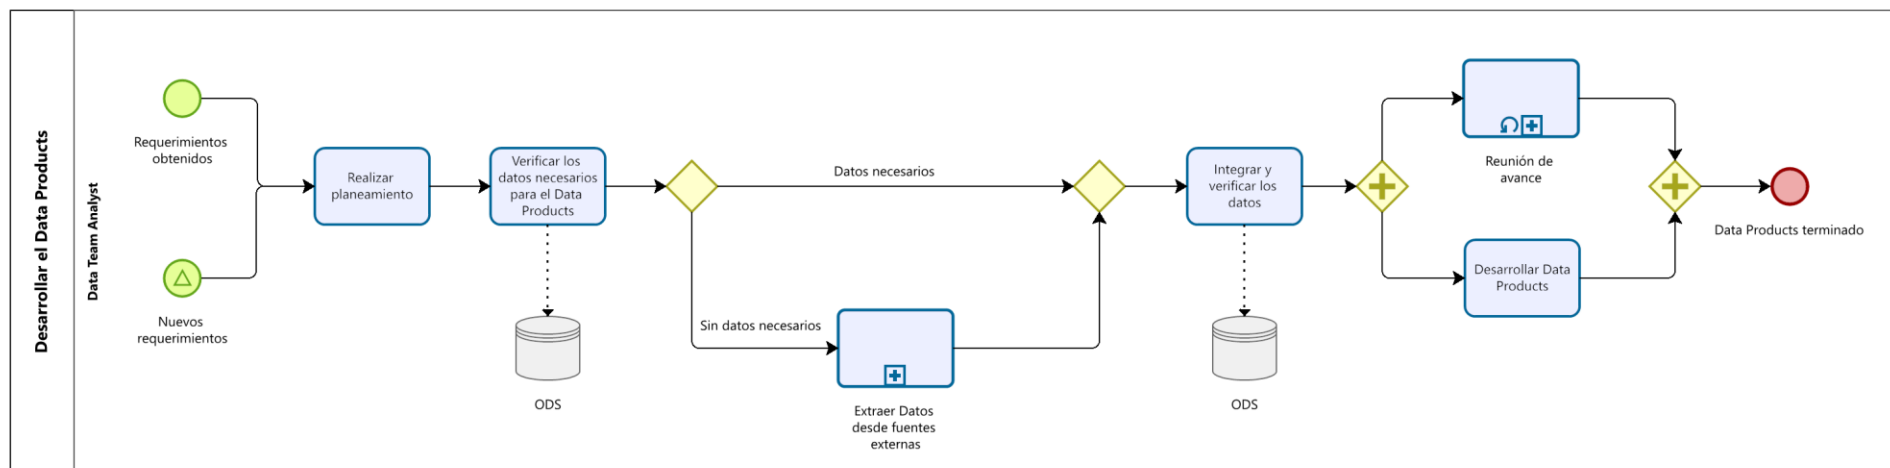 Desarrollar el Data Products
Data Team Analyst
Requerimientos
obtenidos
Nuevos
requerimientos
Realizar
planeamiento
Verificar los
datos necesarios
para el Data
Products
ODS
Datos necesarios
Sin datos necesarios
Extraer Datos
desde fuentes
externas
Integrar y
verificar los
datos
ODS
Reunión de
avance
Desarrollar Data
Products
Data Products terminado